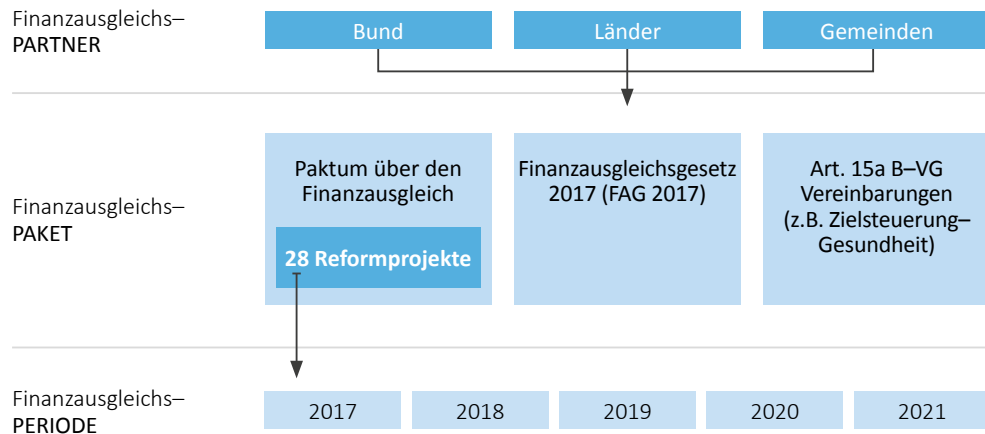 Finanzausgleichs–
PARTNER
Bund
Länder
Gemeinden
Finanzausgleichs–
PAKET
Paktum über den
Finanzausgleich
28 Reformprojekte
Finanzausgleichsgesetz
2017 (FAG 2017)
Art. 15a B–VG
Vereinbarungen
(z.B. Zielsteuerung–
Gesundheit)
Finanzausgleichs–
PERIODE
2017
2018
2019
2020
2021